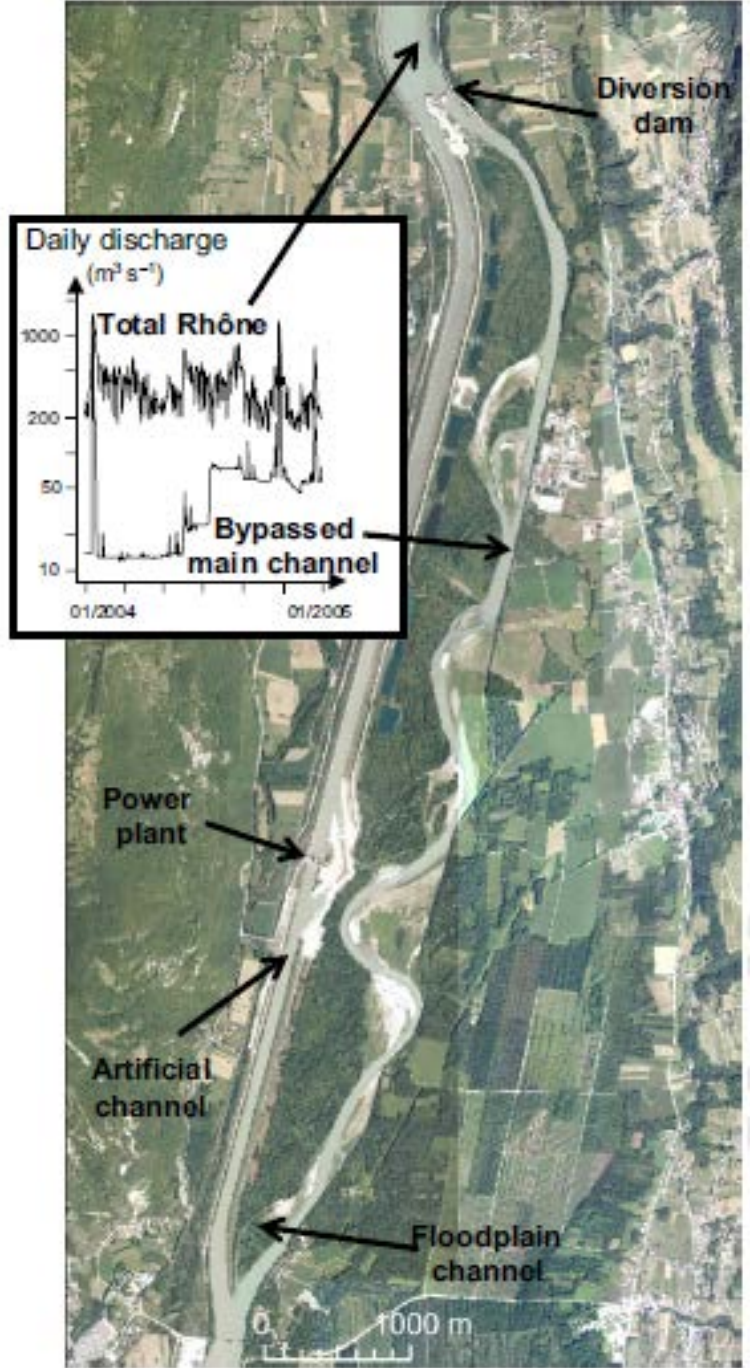 Diversion
dam
Daily discharge
(m³ s⁻¹)
Total Rhône
1000
200
50
Bypassed
main channel
10
01/2004 01/2005
Power
plant
Artificial
channel
Floodplain
channel
0 1000 m